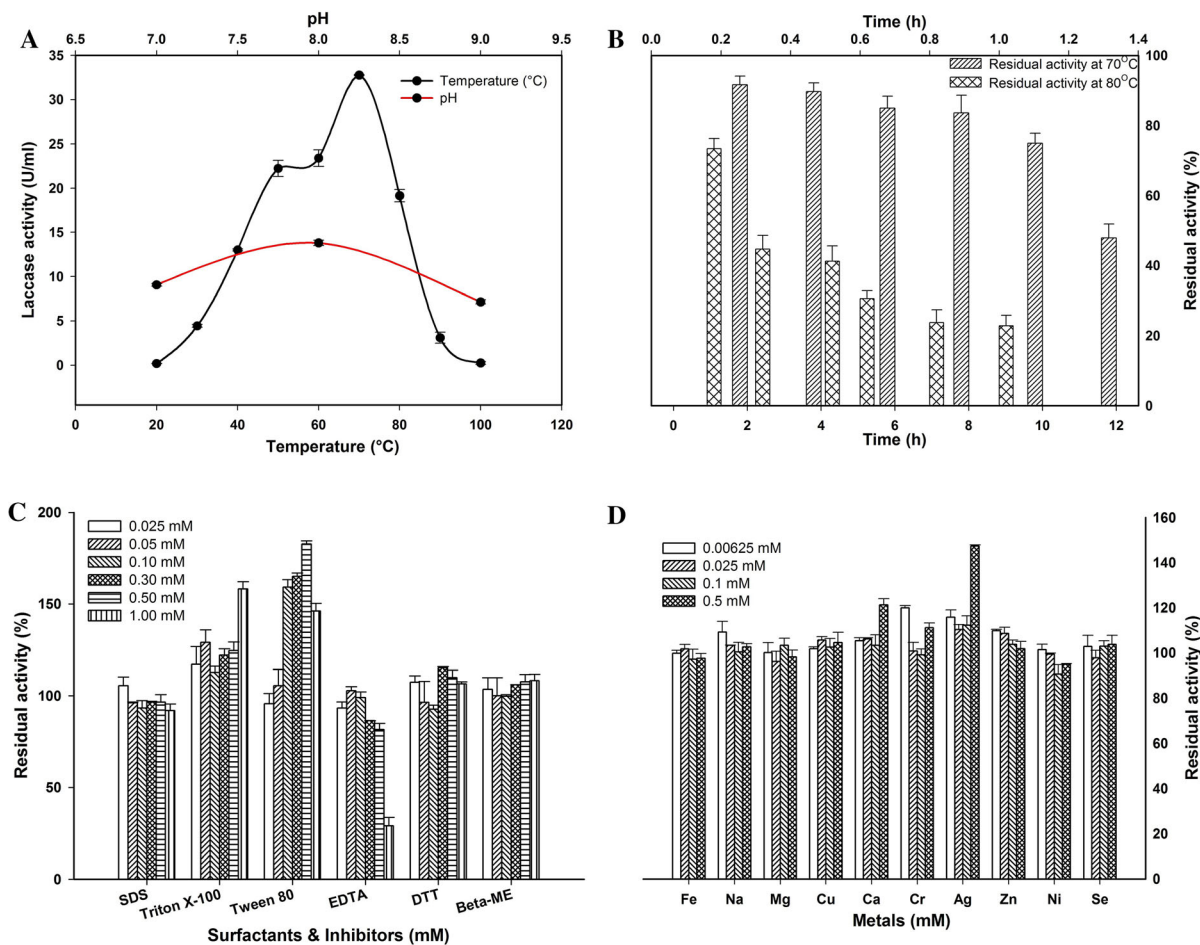 A
pH
6.5 7.0 7.5 8.0 8.5 9.0 9.5
35
30
25
20
15
10
5
0
Laccase activity (U/ml)
Temperature (°C)
pH
20 40 60 80 100 120
0
Temperature (°C)
B
Time (h)
0.0 0.2 0.4 0.6 0.8 1.0 1.2 1.4
Residual activity at 70°C
Residual activity at 80°C
100
80
60
40
20
0
Residual activity (%)
0 2 4 6 8 10 12
Time (h)
C
200
150
100
50
0
Residual activity (%)
0.025 mM
0.05 mM
0.10 mM
0.30 mM
0.50 mM
1.00 mM
SDS Triton X-100 Tween 80 EDTA DTT Beta-ME
Surfactants & Inhibitors (mM)
D
0.00625 mM
0.025 mM
0.1 mM
0.5 mM
160
140
120
100
80
60
40
20
0
Residual activity (%)
Fe Na Mg Cu Ca Cr Ag Zn Ni Se
Metals (mM)